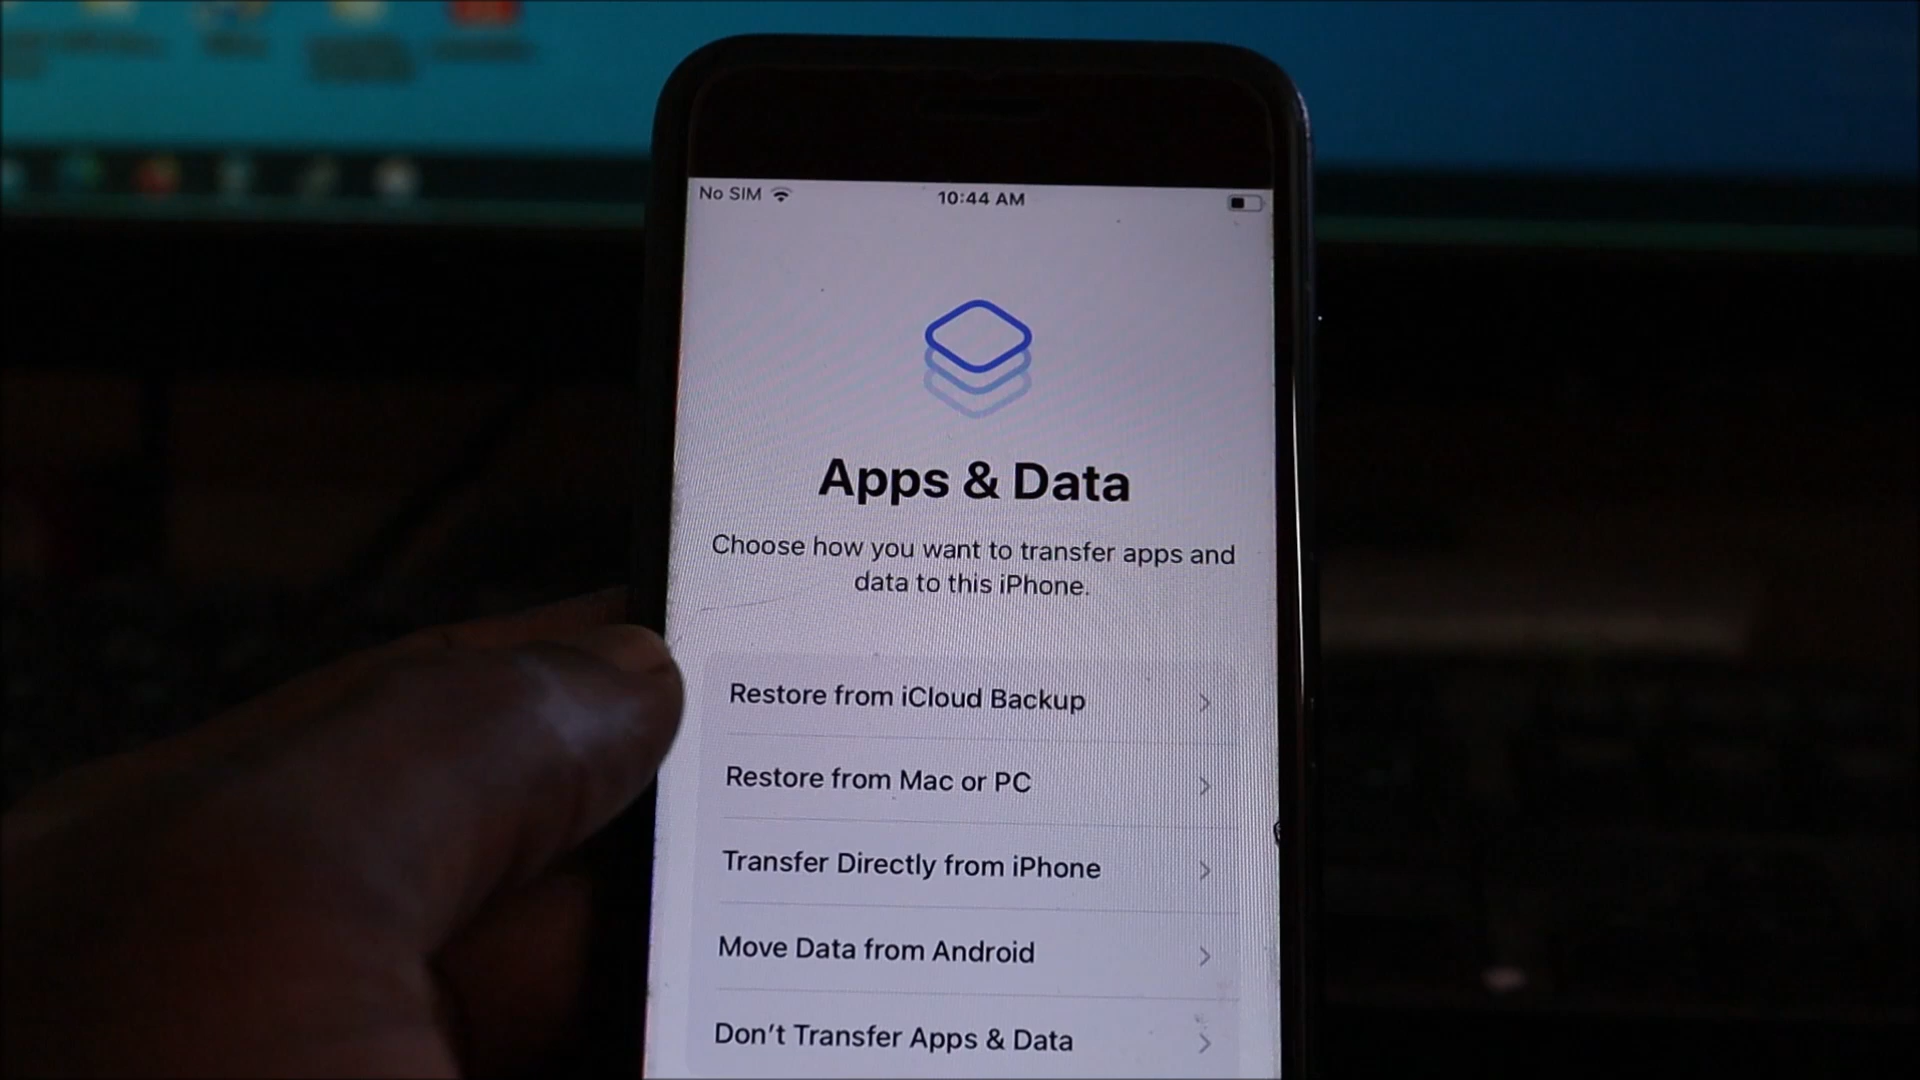 No SIM
10:44 AM
Apps & Data
Choose how you want to transfer apps and
data to this iPhone.
Restore from iCloud Backup
Restore from Mac or PC
Transfer Directly from iPhone
Move Data from Android
Don't Transfer Apps & Data